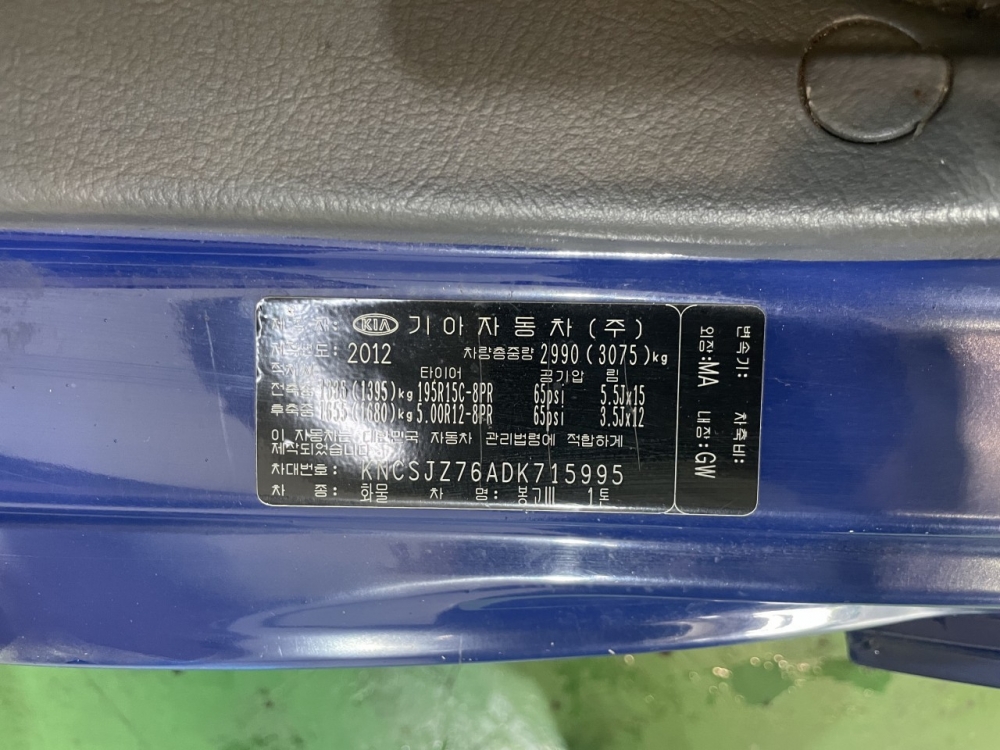 KIA 기아자동차(주)
2012 차량총중량 2990(3075)kg
타이어 공기압 림
(1395)kg 195R15C-8PR 65psi 5.5Jx15
(1680)kg 5.00R12-8PR 65psi 3.5Jx12
이 자동차는 대한민국 자동차 관리법령에 적합하게
제작되었습니다
차대번호: KNCSJZ76ADK715995
차 종: 화물 차 명: 봉고III 1토
변속기: 차축비:
외장:MA 내장:GW